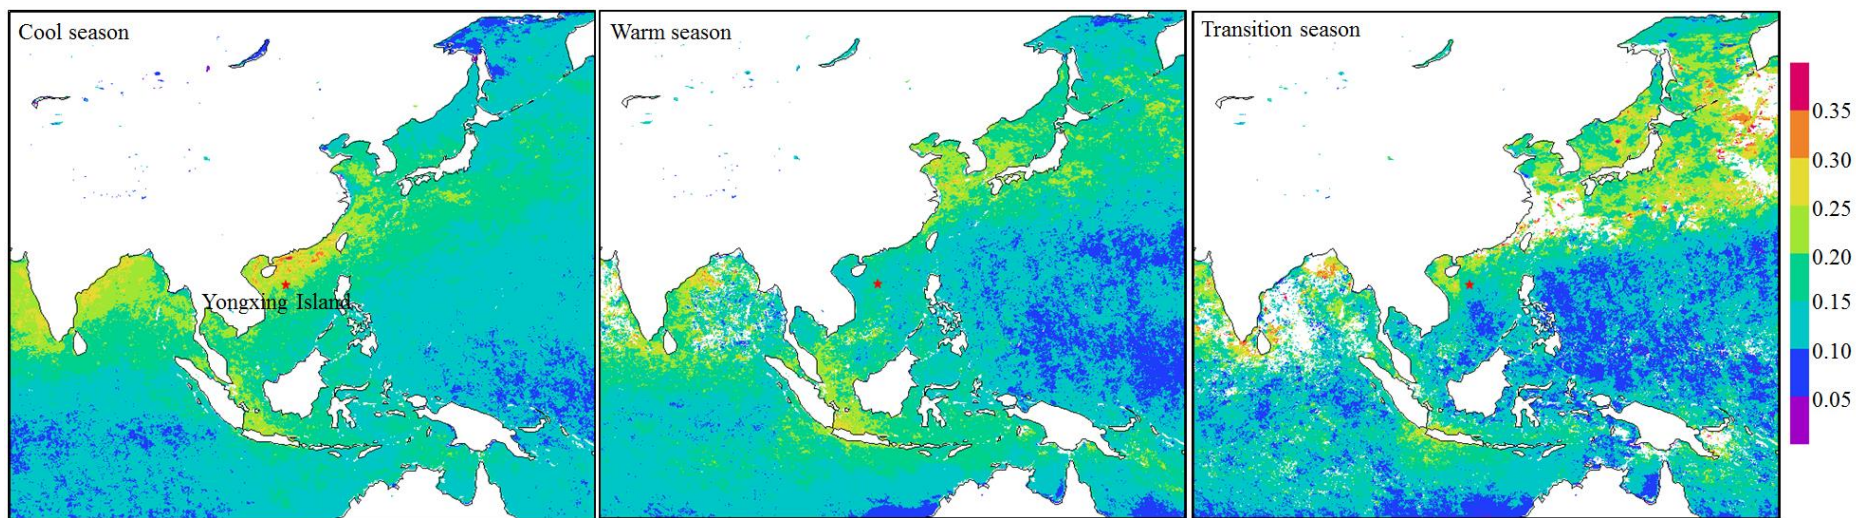 Cool season
Warm season
Transition season
Yongxing Island
0.35
0.30
0.25
0.20
0.15
0.10
0.05